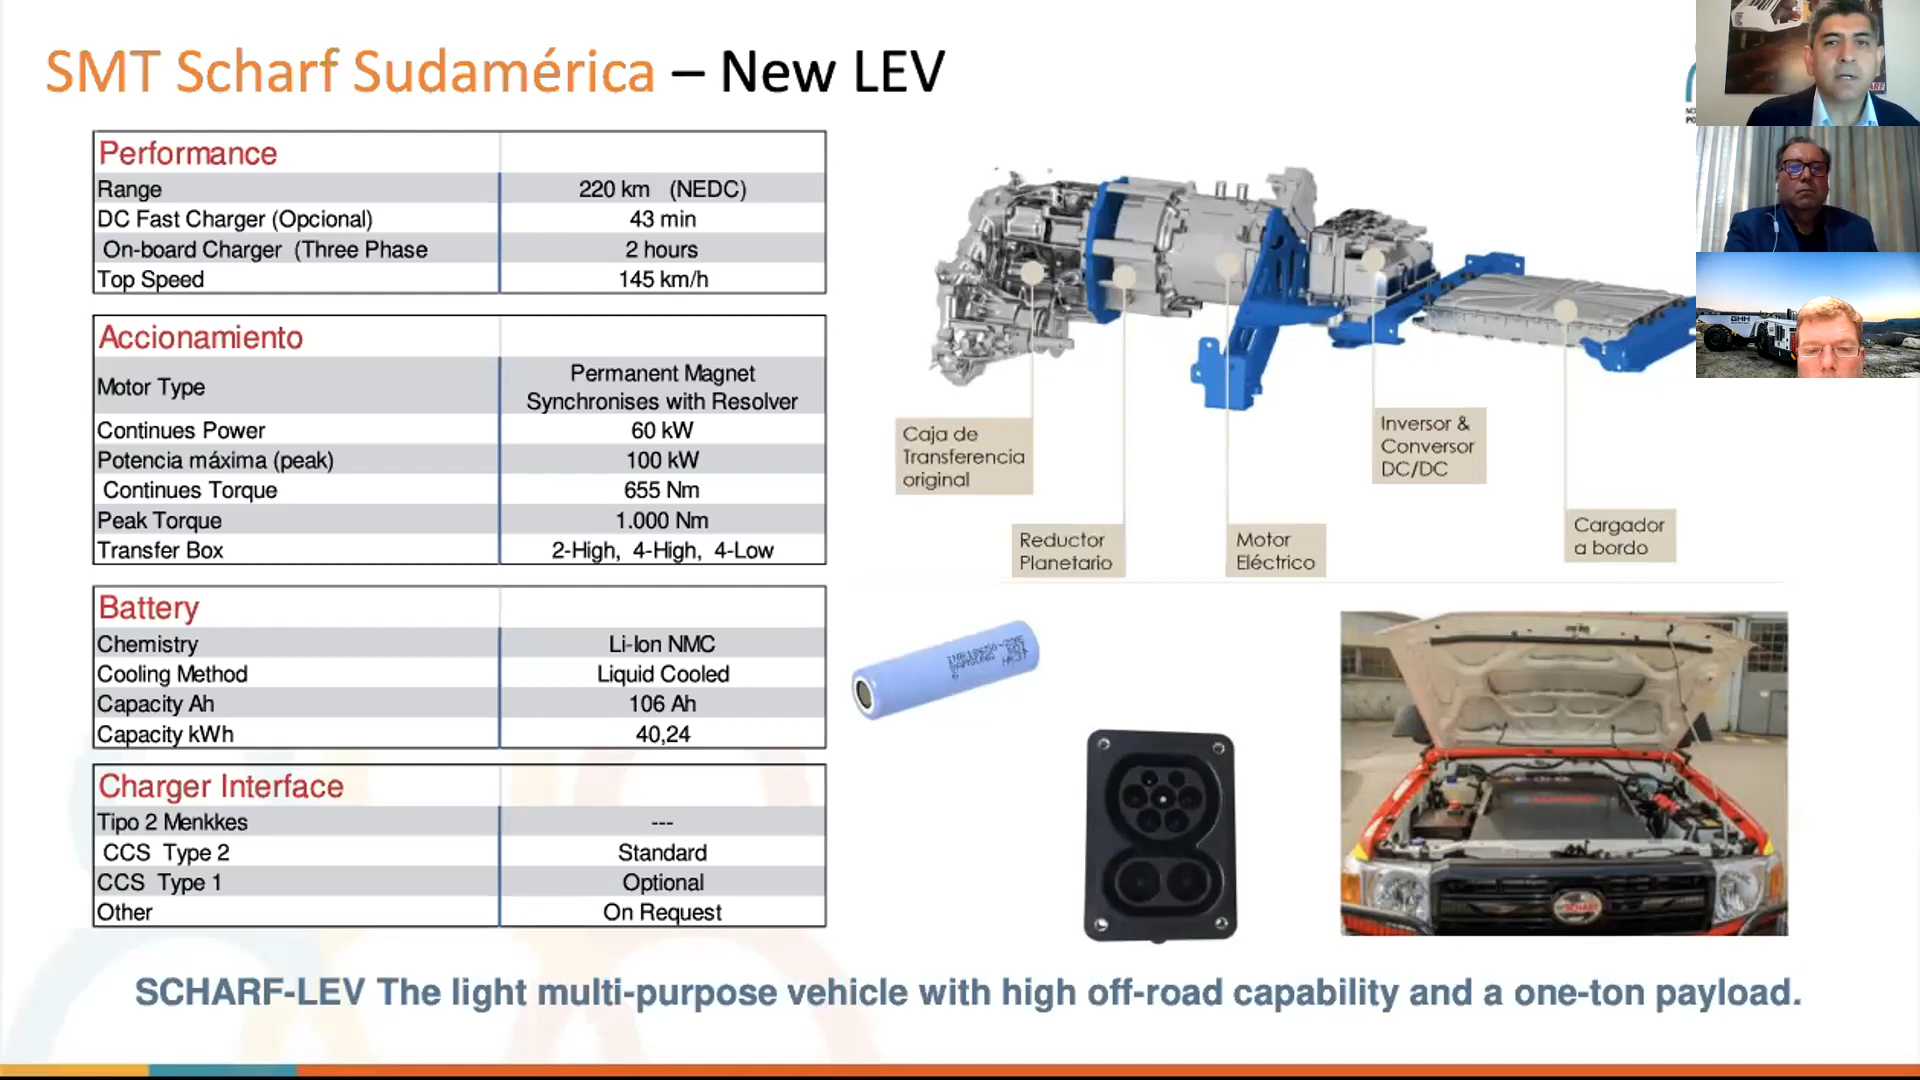 SMT Scharf Sudamérica – New LEV
Performance
Range 220 km (NEDC)
DC Fast Charger (Opcional) 43 min
On-board Charger (Three Phase 2 hours
Top Speed 145 km/h
Accionamiento
Motor Type Permanent Magnet
Synchronises with Resolver
Continues Power 60 kW
Potencia máxima (peak) 100 kW
Continues Torque 655 Nm
Peak Torque 1.000 Nm
Transfer Box 2-High, 4-High, 4-Low
Battery
Chemistry Li-Ion NMC
Cooling Method Liquid Cooled
Capacity Ah 106 Ah
Capacity kWh 40,24
Charger Interface
Tipo 2 Menkkes ---
CCS Type 2 Standard
CCS Type 1 Optional
Other On Request
Caja de
Transferencia
original
Reductor
Planetario
Motor
Eléctrico
Inversor &
Conversor
DC/DC
Cargador
a bordo
GHH
SCHARF-LEV The light multi-purpose vehicle with high off-road capability and a one-ton payload.